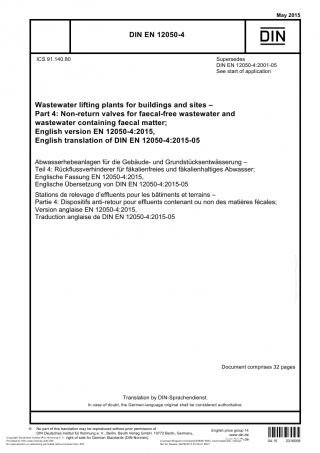 May 2015
DIN EN 12050-4
DIN
ICS 91.140.80
Supersedes
DIN EN 12050-4:2001-05
See start of application
Wastewater lifting plants for buildings and sites –
Part 4: Non-return valves for faecal-free wastewater and
wastewater containing faecal matter;
English version EN 12050-4:2015,
English translation of DIN EN 12050-4:2015-05
Abwasserhebeanlagen für die Gebäude- und Grundstücksentwässerung –
Teil 4: Rückflussverhinderer für fäkalienfreies und fäkalienhaltiges Abwasser;
Englische Fassung EN 12050-4:2015,
Englische Übersetzung von DIN EN 12050-4:2015-05
Stations de relevage d'effluents pour les bâtiments et terrains –
Partie 4: Dispositifs anti-retour pour effluents contenant ou non des matières fécales;
Version anglaise EN 12050-4:2015,
Traduction anglaise de DIN EN 12050-4:2015-05
Document comprises 32 pages
Translation by DIN-Sprachendienst.
In case of doubt, the German-language original shall be considered authoritative.
© No part of this translation may be reproduced without prior permission of
DIN Deutsches Institut für Normung e. V., Berlin. Beuth Verlag GmbH, 10772 Berlin, Germany,
right of sale for German Standards (DIN-Normen).
English price group 14
www.din.de